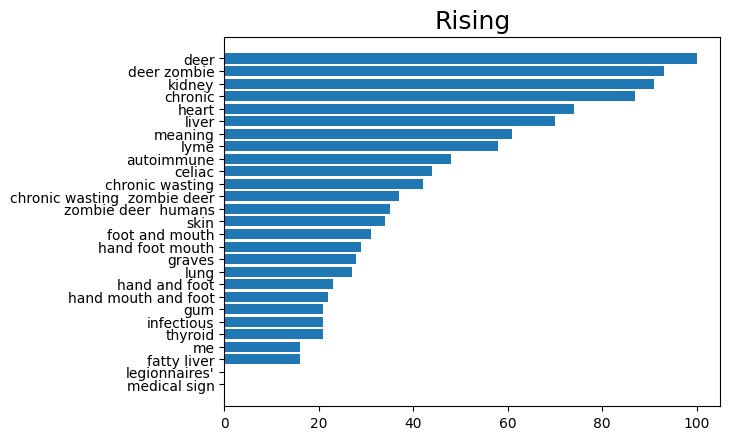 Rising
deer
deer zombie
kidney
chronic
heart
liver
meaning
lyme
autoimmune
celiac
chronic wasting
chronic wasting  zombie deer
zombie deer  humans
skin
foot and mouth
hand foot mouth
graves
lung
hand and foot
hand mouth and foot
gum
infectious
thyroid
me
fatty liver
legionnaires'
medical sign
0 20 40 60 80 100